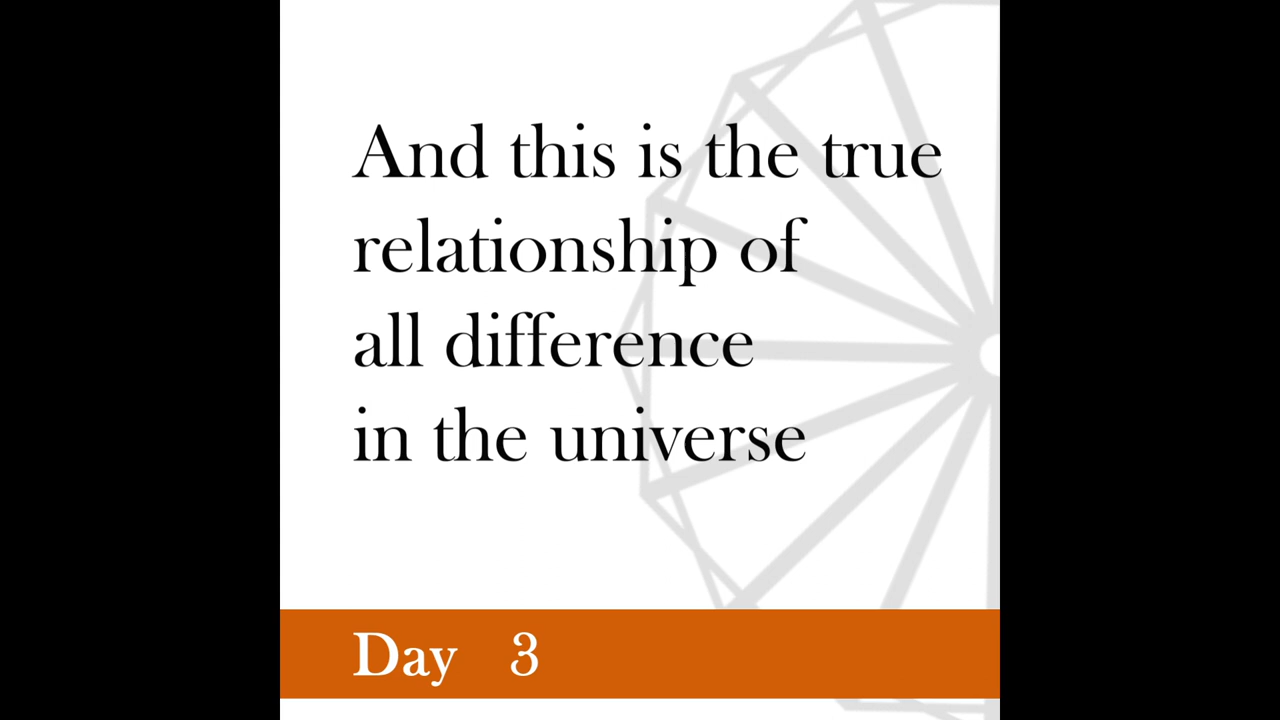 And this is the true
relationship of
all difference
in the universe
Day 3